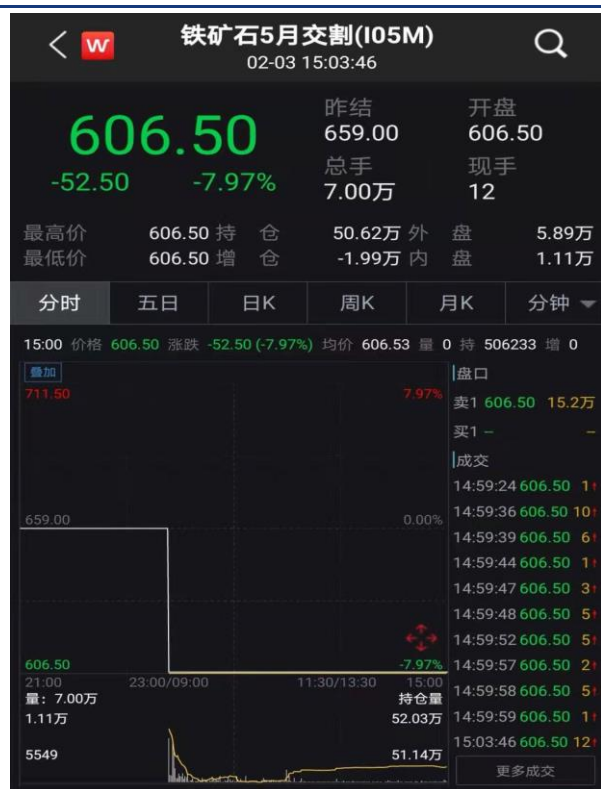 铁矿石5月交割(I05M)
02-03 15:03:46
606.50
-52.50 -7.97%
昨结 开盘
659.00 606.50
总手 现手
7.00万 12
最高价 606.50 持仓 50.62万 外盘 5.89万
最低价 606.50 增仓 -1.99万 内盘 1.11万
分时 五日 日K 周K 月K 分钟
15:00 价格 606.50 涨跌 -52.50 (-7.97%) 均价 606.53 量 0 持 506233 增 0
叠加
711.50 7.97%
659.00 0.00%
606.50 -7.97%
21:00 23:00/09:00 11:30/13:30 15:00
量: 7.00万 持仓量
1.11万 52.03万
5549 51.14万
盘口
卖1 606.50 15.2万
买1 – –
成交
14:59:24 606.50 1↑
14:59:36 606.50 10↑
14:59:39 606.50 6↑
14:59:44 606.50 1↑
14:59:47 606.50 3↑
14:59:48 606.50 5↑
14:59:52 606.50 5↑
14:59:57 606.50 2↑
14:59:58 606.50 5↑
14:59:59 606.50 1↑
15:03:46 606.50 12↑
更多成交